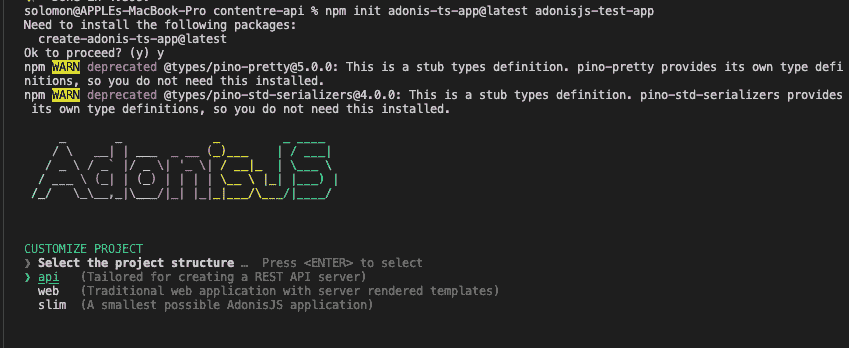 solomon@APPLEs-MacBook-Pro contentre-api % npm init adonis-ts-app@latest adonisjs-test-app
Need to install the following packages:
  create-adonis-ts-app@latest
Ok to proceed? (y) y
npm WARN deprecated @types/pino-pretty@5.0.0: This is a stub types definition. pino-pretty provides its own type defi
nitions, so you do not need this installed.
npm WARN deprecated @types/pino-std-serializers@4.0.0: This is a stub types definition. pino-std-serializers provides
 its own type definitions, so you do not need this installed.
AdonisJS
CUSTOMIZE PROJECT
❯ Select the project structure … Press <ENTER> to select
❯ api (Tailored for creating a REST API server)
web (Traditional web application with server rendered templates)
slim (A smallest possible AdonisJS application)